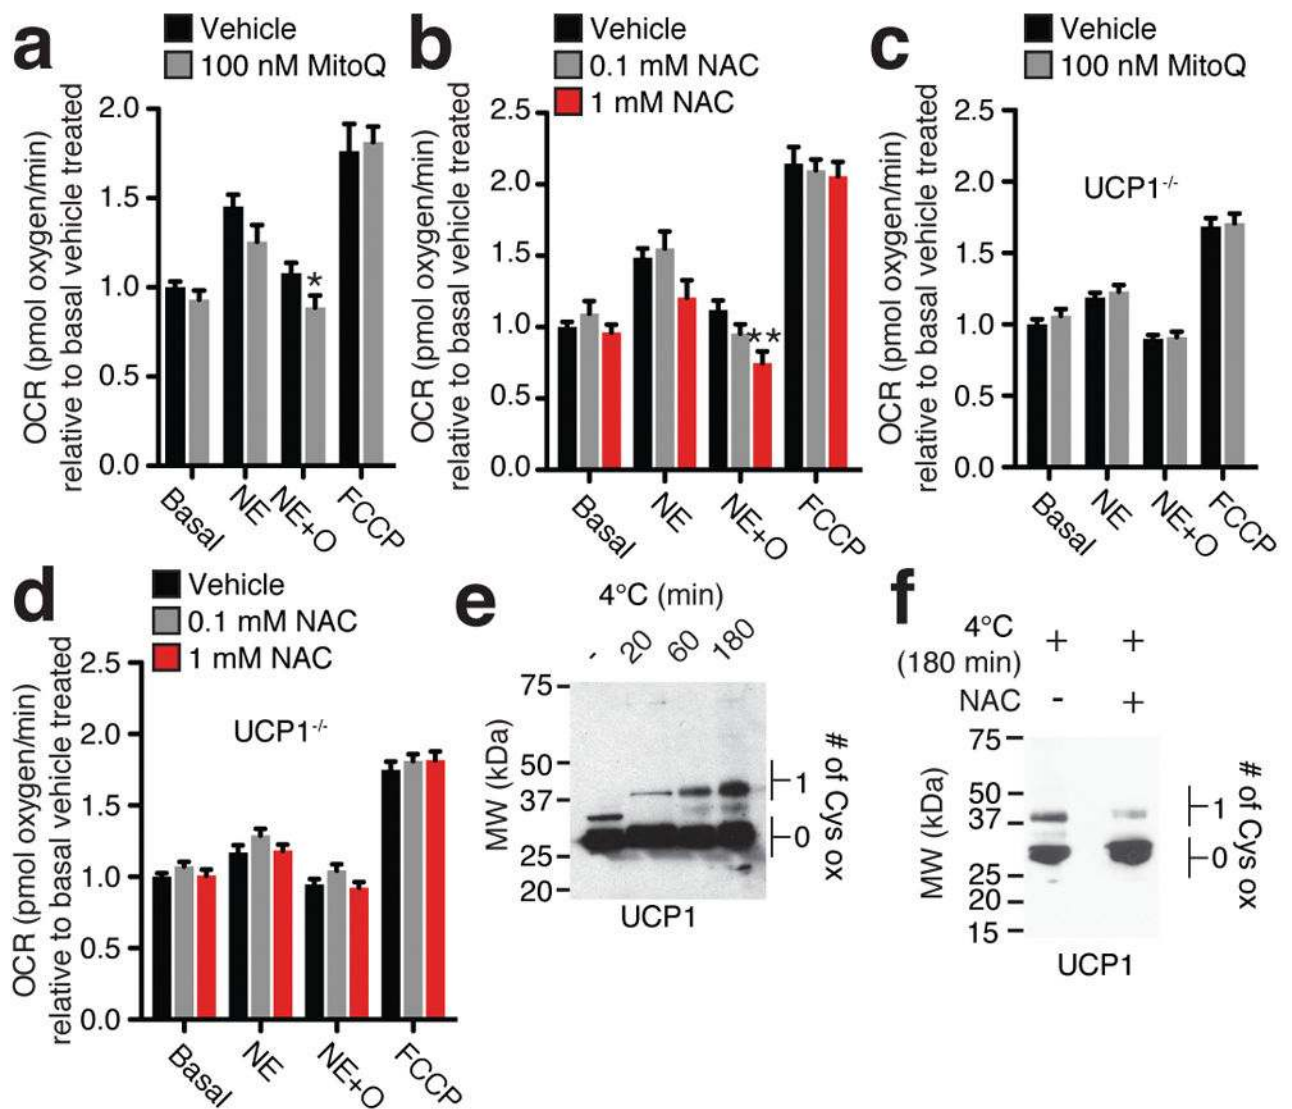 a
Vehicle
100 nM MitoQ
OCR (pmol oxygen/min)
relative to basal vehicle treated
2.0
1.5
1.0
0.5
0.0
*
Basal
NE
NE+O
FCCP
b
Vehicle
0.1 mM NAC
1 mM NAC
OCR (pmol oxygen/min)
relative to basal vehicle treated
2.5
2.0
1.5
1.0
0.5
0.0
**
Basal
NE
NE+O
FCCP
c
Vehicle
100 nM MitoQ
OCR (pmol oxygen/min)
relative to basal vehicle treated
2.5
2.0
1.5
1.0
0.5
0.0
UCP1-/-
Basal
NE
NE+O
FCCP
d
Vehicle
0.1 mM NAC
1 mM NAC
OCR (pmol oxygen/min)
relative to basal vehicle treated
2.5
2.0
1.5
1.0
0.5
0.0
UCP1-/-
Basal
NE
NE+O
FCCP
e
4°C (min)
- 20 60 180
MW (kDa)
75
50
37
25
20
1
0
# of Cys ox
UCP1
f
4°C + +
(180 min)
NAC - +
MW (kDa)
75
50
37
25
20
15
1
0
# of Cys ox
UCP1